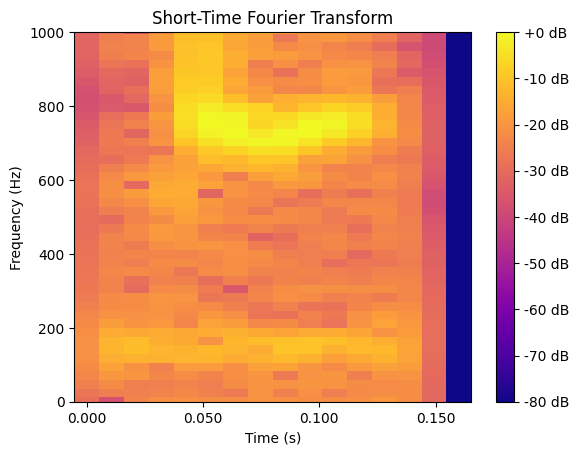 Short-Time Fourier Transform
1000
800
600
400
200
0
Frequency (Hz)
0.000
0.050
0.100
0.150
Time (s)
+0 dB
-10 dB
-20 dB
-30 dB
-40 dB
-50 dB
-60 dB
-70 dB
-80 dB